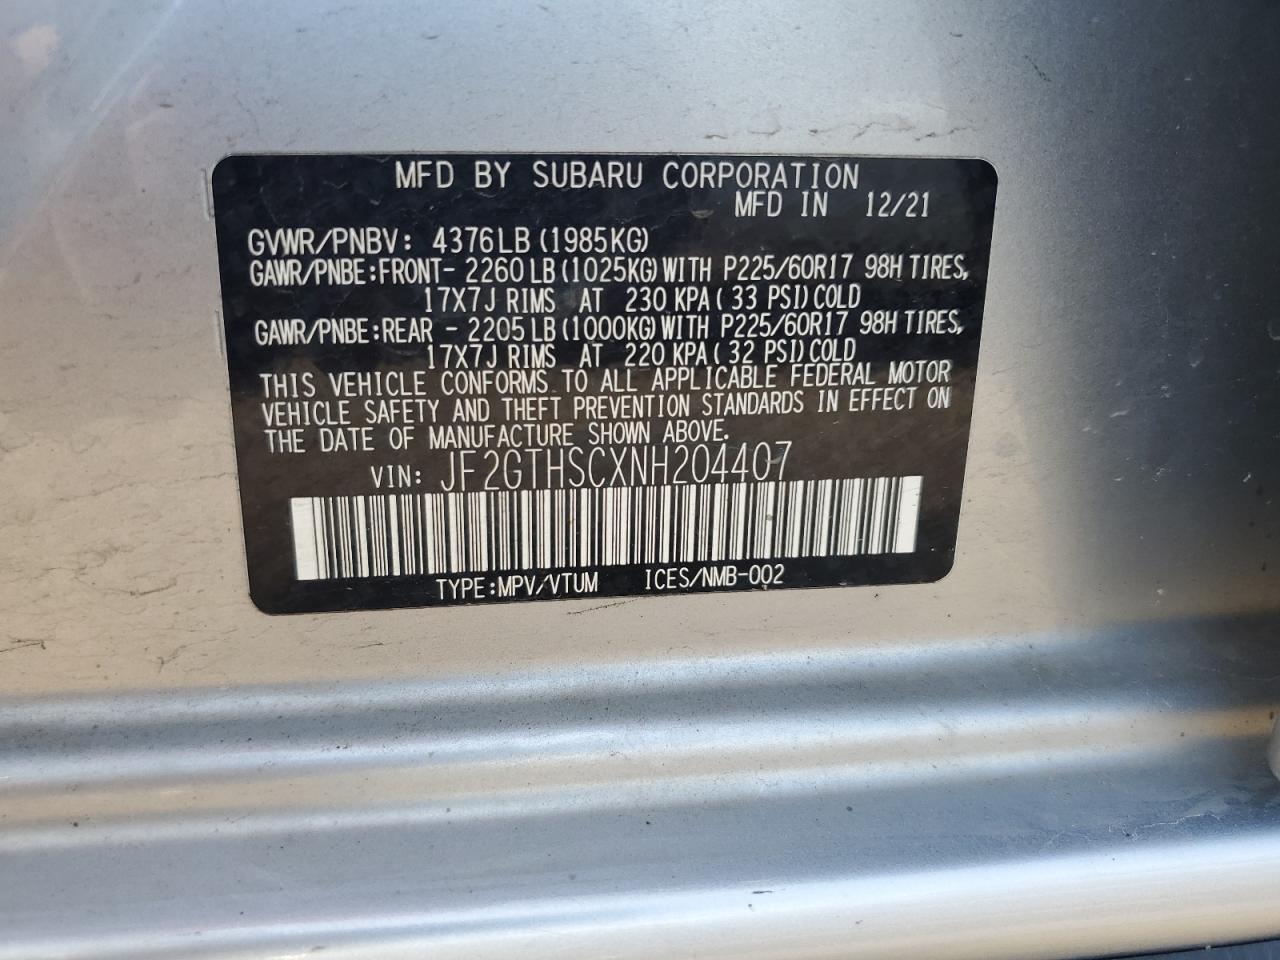 MFD BY SUBARU CORPORATION
MFD IN 12/21
GVWR/PNBV: 4376LB(1985KG)
GAWR/PNBE:FRONT- 2260LB(1025KG)WITH P225/60R17 98H TIRES,
17X7J RIMS AT 230 KPA( 33 PSI)COLD
GAWR/PNBE:REAR - 2205LB(1000KG)WITH P225/60R17 98H TIRES,
17X7J RIMS AT 220 KPA( 32 PSI)COLD
THIS VEHICLE CONFORMS TO ALL APPLICABLE FEDERAL MOTOR
VEHICLE SAFETY AND THEFT PREVENTION STANDARDS IN EFFECT ON
THE DATE OF MANUFACTURE SHOWN ABOVE.
VIN: JF2GTHSCXNH204407
TYPE:MPV/VTUM ICES/NMB-002